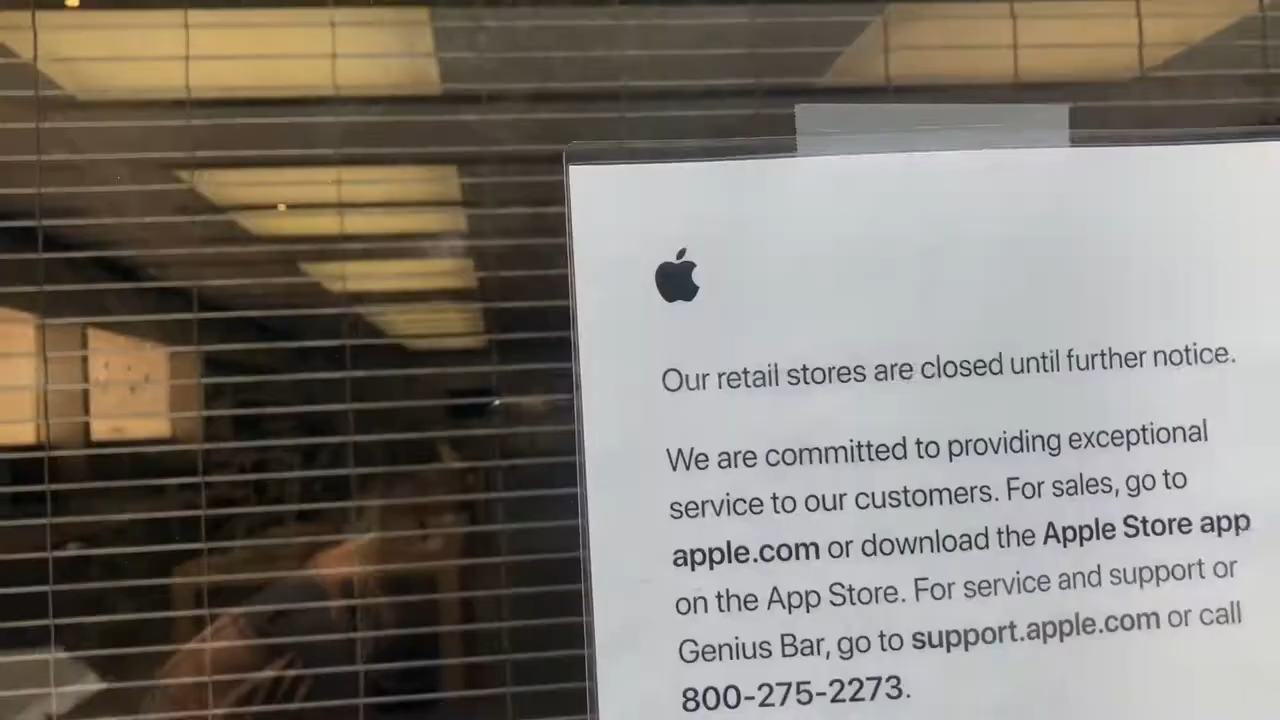 Our retail stores are closed until further notice.
We are committed to providing exceptional
service to our customers. For sales, go to
apple.com or download the Apple Store app
on the App Store. For service and support or
Genius Bar, go to support.apple.com or call
800-275-2273.